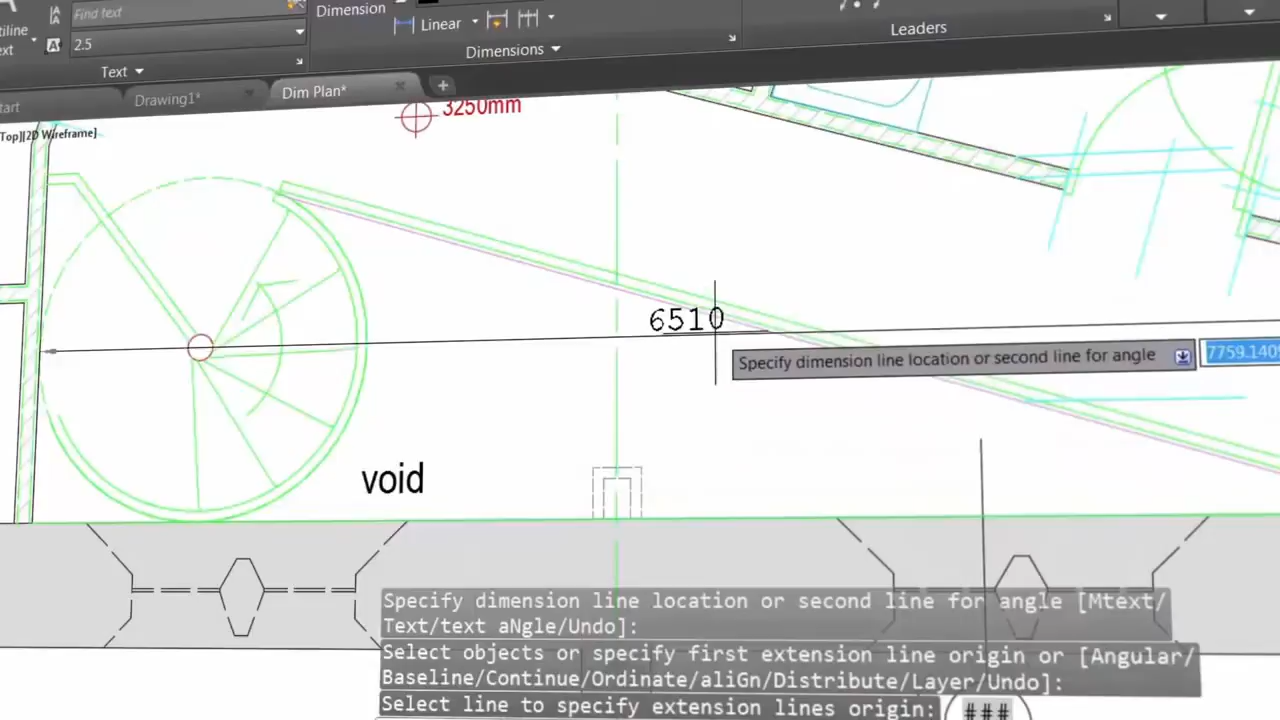 Find text
Dimension
2.5
Linear
Text
Dimensions
Leaders
Drawing1*
Dim Plan*
+
Top][2D Wireframe]
3250mm
6510
Specify dimension line location or second line for angle
void
Specify dimension line location or second line for angle [Mtext/
Text/text aNgle/Undo]:
Select objects or specify first extension line origin or [Angular/
Baseline/Continue/Ordinate/aliGn/Distribute/Layer/Undo]:
Select line to specify extension lines origin:
###